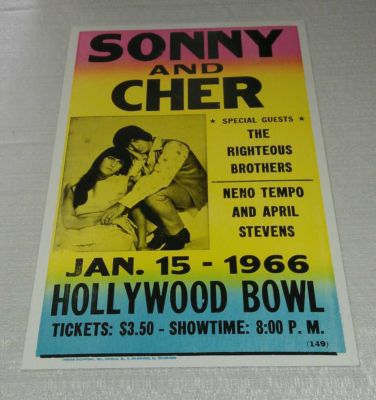 SONNY
AND
CHER
★ SPECIAL GUESTS ★
THE
RIGHTEOUS
BROTHERS
NENO TEMPO
AND APRIL
STEVENS
JAN. 15 - 1966
HOLLYWOOD BOWL
TICKETS: $3.50 - SHOWTIME: 8:00 P. M.
(149)